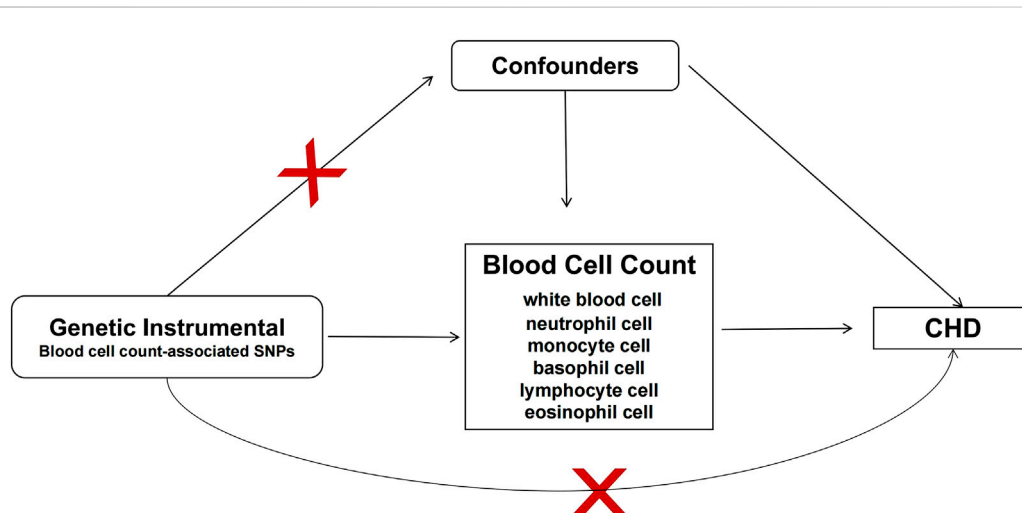 Confounders
Blood Cell Count
white blood cell
neutrophil cell
monocyte cell
basophil cell
lymphocyte cell
eosinophil cell
Genetic Instrumental
Blood cell count-associated SNPs
CHD